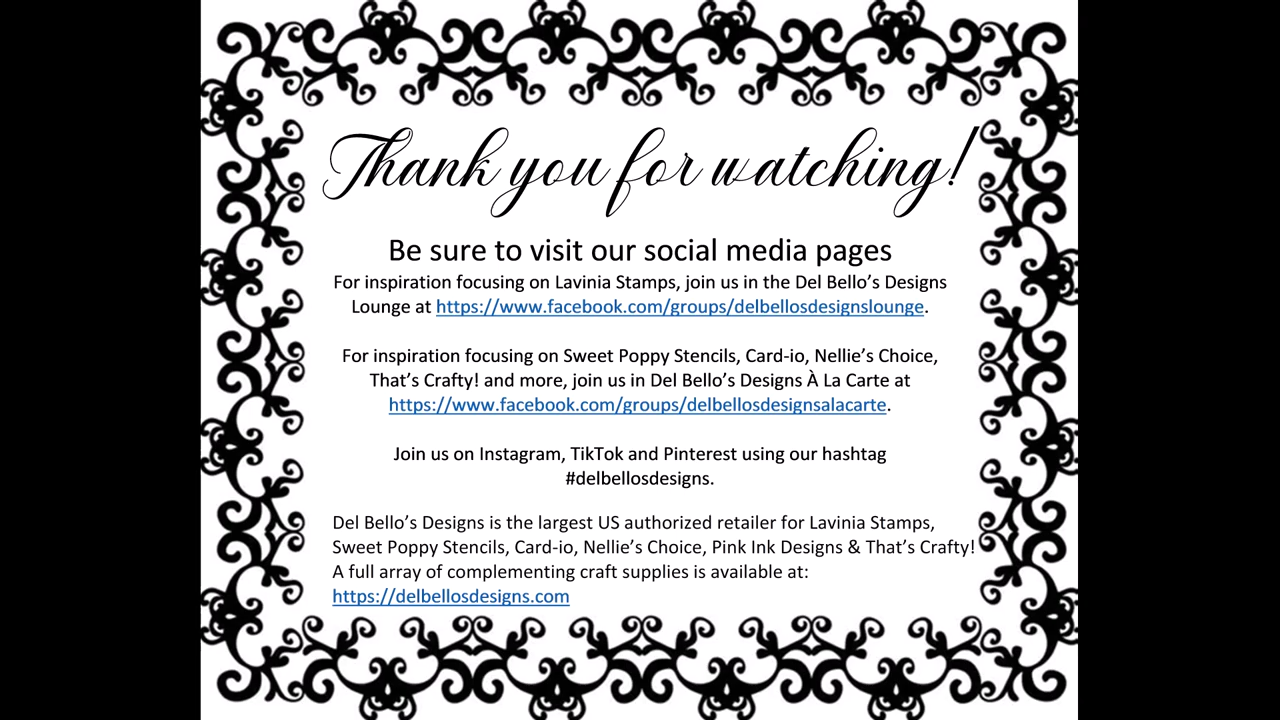 Thank you for watching!
Be sure to visit our social media pages
For inspiration focusing on Lavinia Stamps, join us in the Del Bello’s Designs
Lounge at https://www.facebook.com/groups/delbellosdesignslounge.
For inspiration focusing on Sweet Poppy Stencils, Card-io, Nellie’s Choice,
That’s Crafty! and more, join us in Del Bello’s Designs À La Carte at
https://www.facebook.com/groups/delbellosdesignsalacarte.
Join us on Instagram, TikTok and Pinterest using our hashtag
#delbellosdesigns.
Del Bello’s Designs is the largest US authorized retailer for Lavinia Stamps,
Sweet Poppy Stencils, Card-io, Nellie’s Choice, Pink Ink Designs & That’s Crafty!
A full array of complementing craft supplies is available at:
https://delbellosdesigns.com